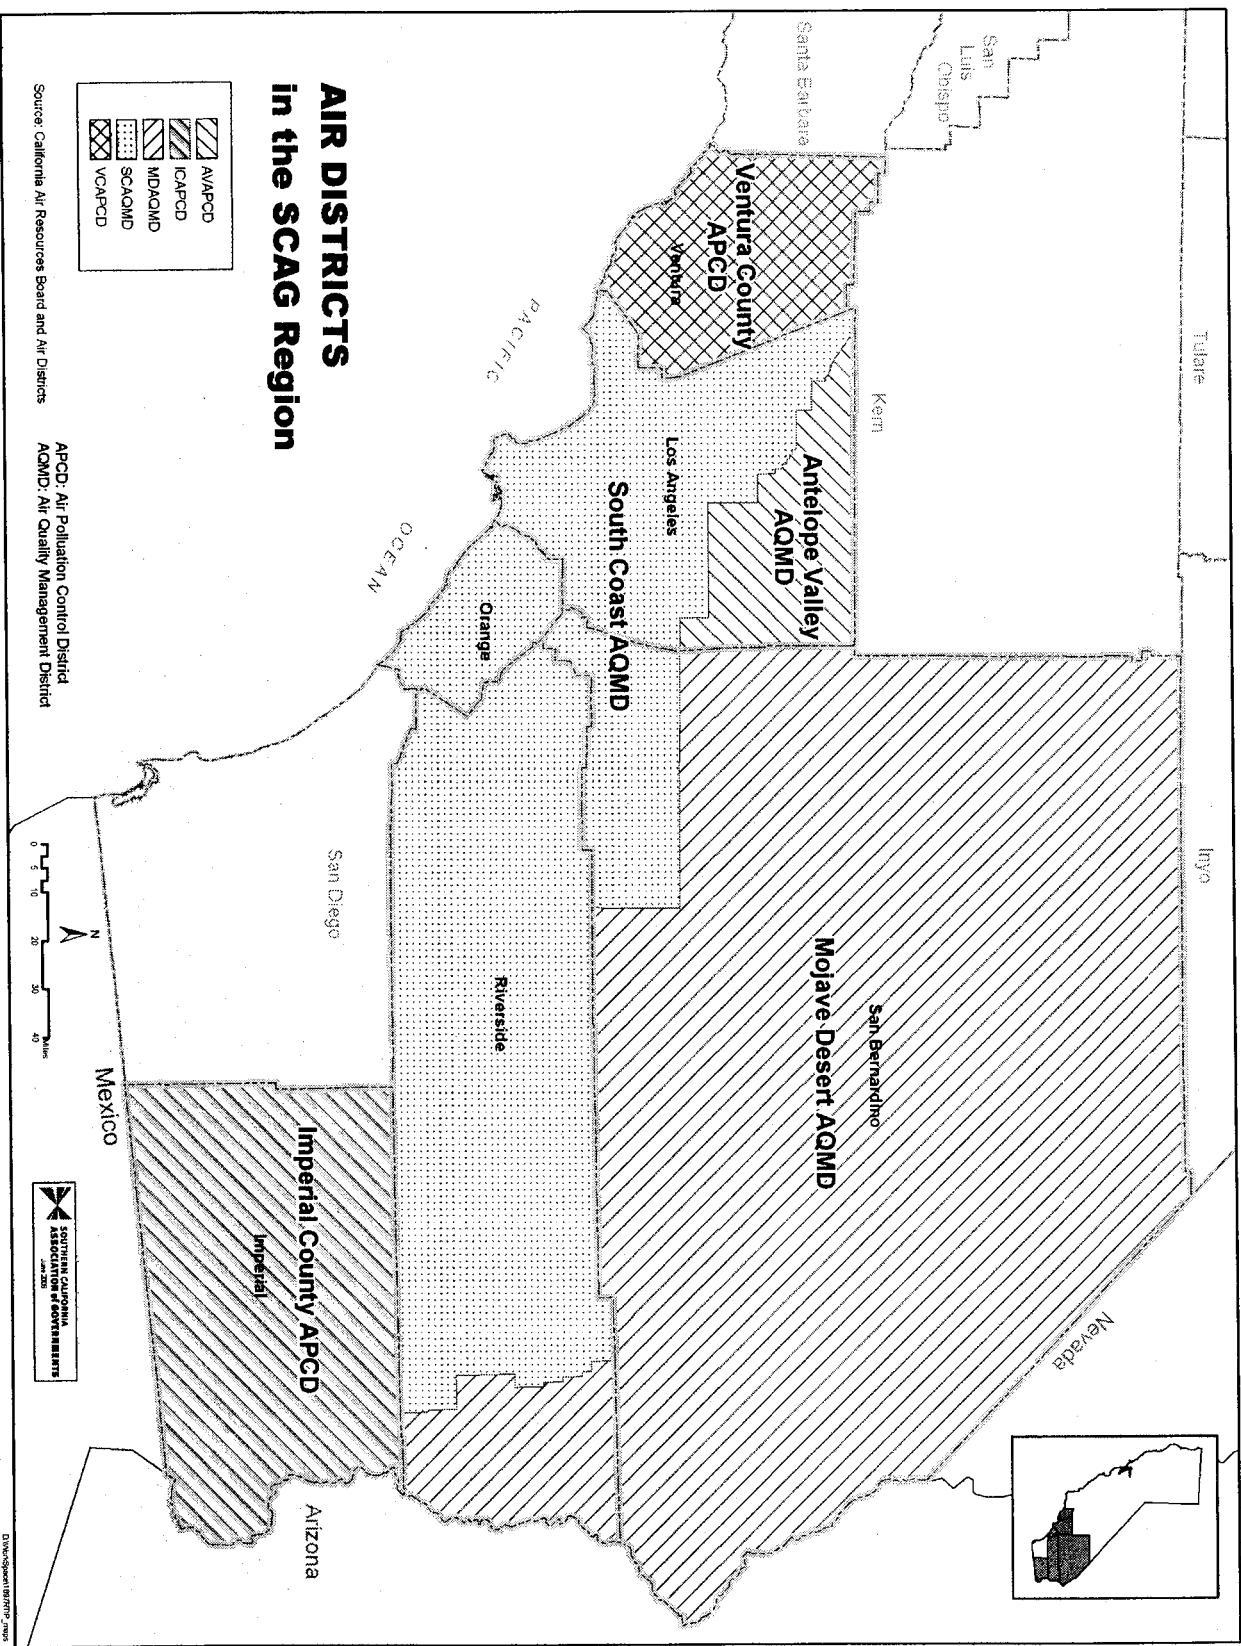 AIR DISTRICTS
in the SCAG Region
AVAPCD
ICAPCD
MDAQMD
SCAQMD
VCAPCD
Source: California Air Resources Board and Air Districts
APCD: Air Polluation Control District
AQMD: Air Quality Management District
San
Luis
Obispo
Santa Barbara
Tulare
Kern
Inyo
Ventura County
APCD
Ventura
Antelope Valley
AQMD
Los Angeles
South Coast AQMD
Orange
PACIFIC
OCEAN
San Bernardino
Mojave Desert AQMD
Riverside
San Diego
Imperial County APCD
Imperial
Mexico
Nevada
Arizona
N
0 5 10 20 30 40
Miles
SOUTHERN CALIFORNIA
ASSOCIATION of GOVERNMENTS